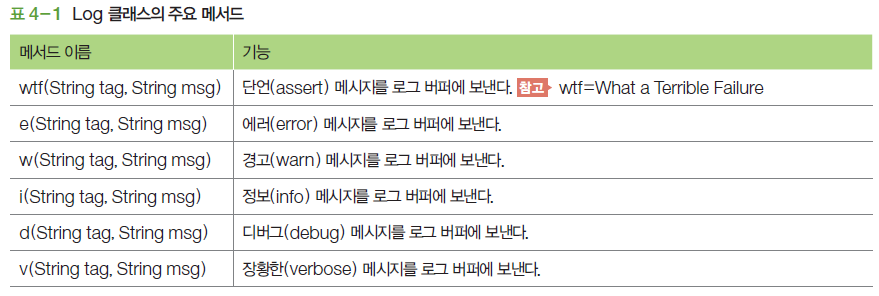 표 4-1 Log 클래스의 주요 메서드
메서드 이름 기능
wtf(String tag, String msg) 단언(assert) 메시지를 로그 버퍼에 보낸다. 참고 wtf=What a Terrible Failure
e(String tag, String msg) 에러(error) 메시지를 로그 버퍼에 보낸다.
w(String tag, String msg) 경고(warn) 메시지를 로그 버퍼에 보낸다.
i(String tag, String msg) 정보(info) 메시지를 로그 버퍼에 보낸다.
d(String tag, String msg) 디버그(debug) 메시지를 로그 버퍼에 보낸다.
v(String tag, String msg) 장황한(verbose) 메시지를 로그 버퍼에 보낸다.